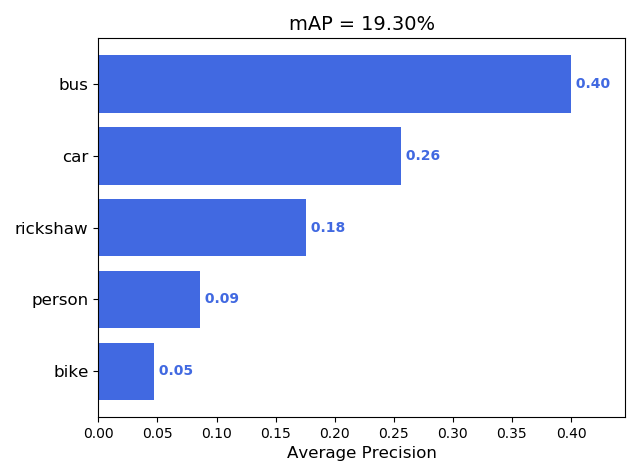 mAP = 19.30%
bus 0.40
car 0.26
rickshaw 0.18
person 0.09
bike 0.05
0.00 0.05 0.10 0.15 0.20 0.25 0.30 0.35 0.40
Average Precision